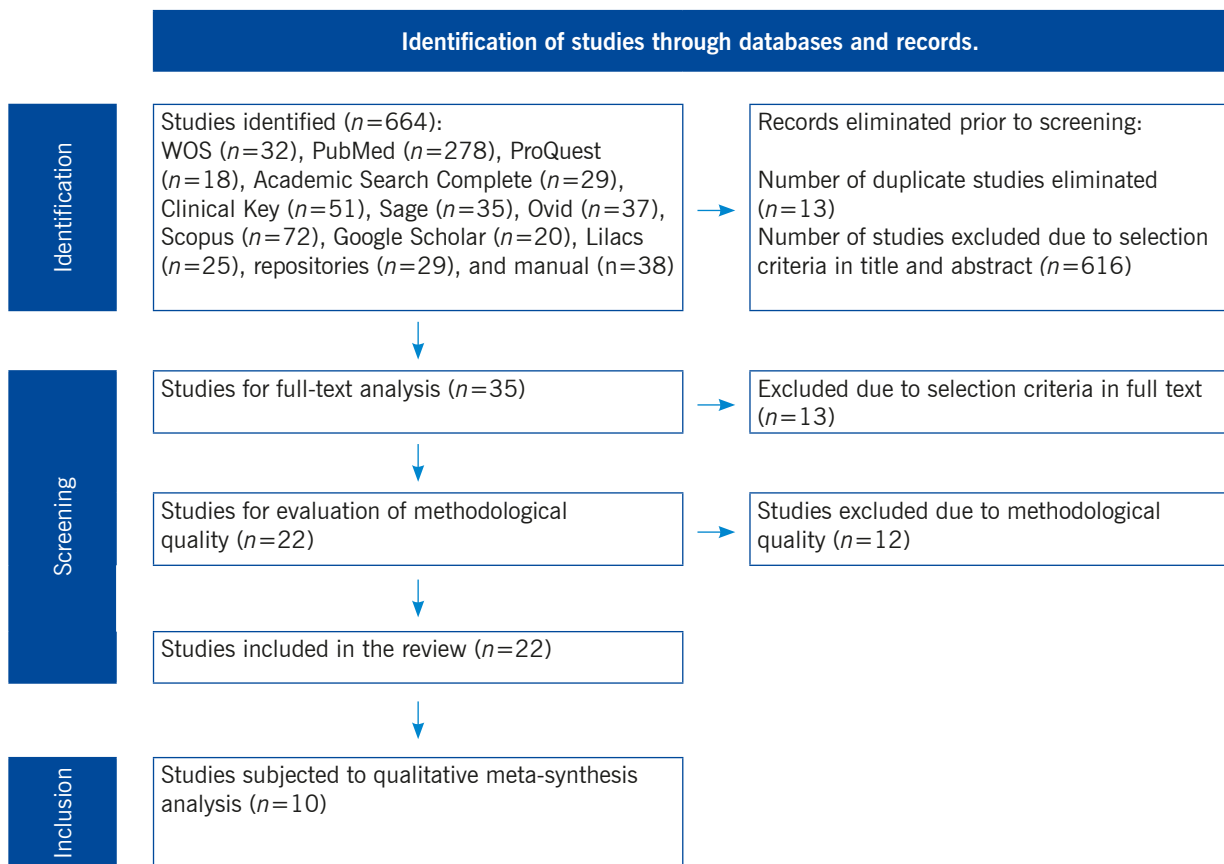 Identification of studies through databases and records.
Identification
Studies identified (n=664):
WOS (n=32), PubMed (n=278), ProQuest
(n=18), Academic Search Complete (n=29),
Clinical Key (n=51), Sage (n=35), Ovid (n=37),
Scopus (n=72), Google Scholar (n=20), Lilacs
(n=25), repositories (n=29), and manual (n=38)
Records eliminated prior to screening:
Number of duplicate studies eliminated
(n=13)
Number of studies excluded due to selection
criteria in title and abstract (n=616)
Screening
Studies for full-text analysis (n=35)
Excluded due to selection criteria in full text
(n=13)
Studies for evaluation of methodological
quality (n=22)
Studies excluded due to methodological
quality (n=12)
Studies included in the review (n=22)
Inclusion
Studies subjected to qualitative meta-synthesis
analysis (n=10)